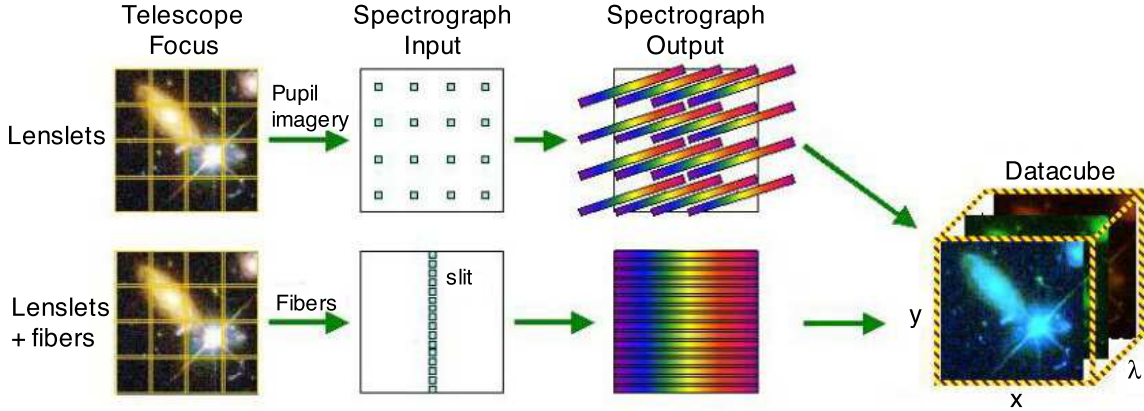 Telescope
Focus
Spectrograph
Input
Spectrograph
Output
Lenslets
Pupil
imagery
Datacube
Lenslets
+ fibers
Fibers
slit
y
x
λ